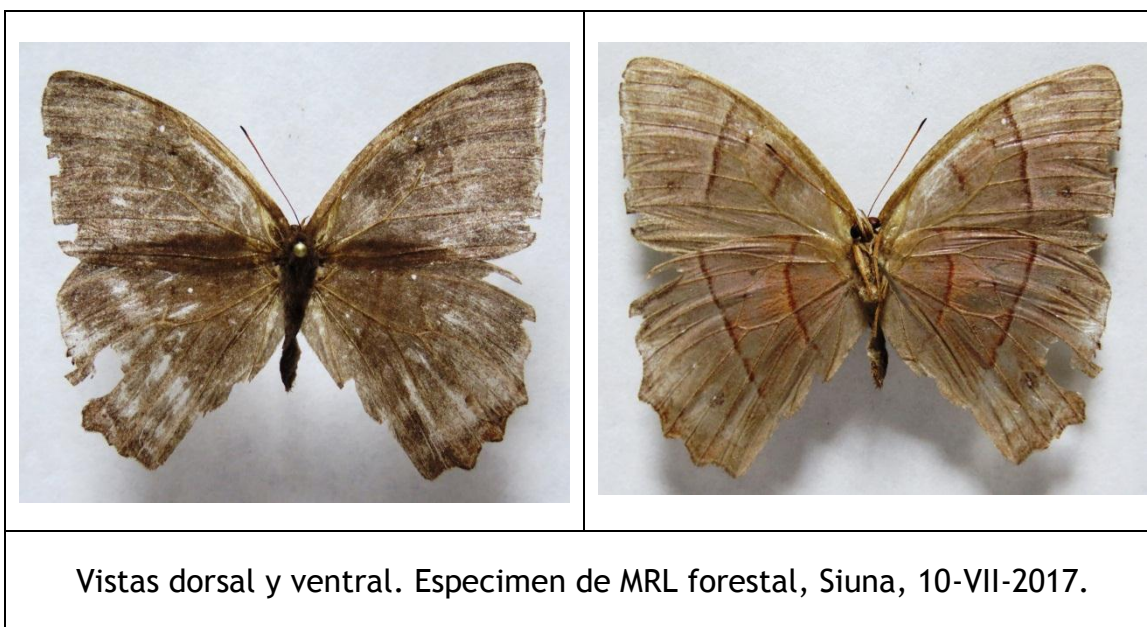 Vistas dorsal y ventral. Especimen de MRL forestal, Siuna, 10-VII-2017.